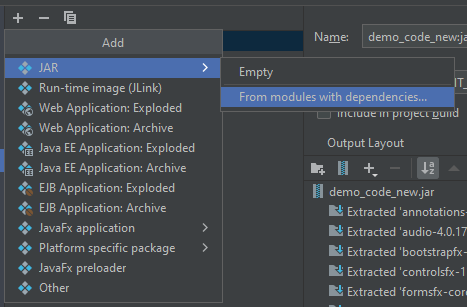 Add
JAR
Run-time image (JLink)
Web Application: Exploded
Web Application: Archive
Java EE Application: Exploded
Java EE Application: Archive
EJB Application: Exploded
EJB Application: Archive
JavaFx application
Platform specific package
JavaFx preloader
Other
Empty
From modules with dependencies...
Name:
demo_code_new:ja
Include in project build
Output Layout
demo_code_new.jar
Extracted 'annotations-
Extracted 'audio-4.0.17
Extracted 'bootstrapfx-
Extracted 'controlsfx-1
Extracted 'formsfx-cor